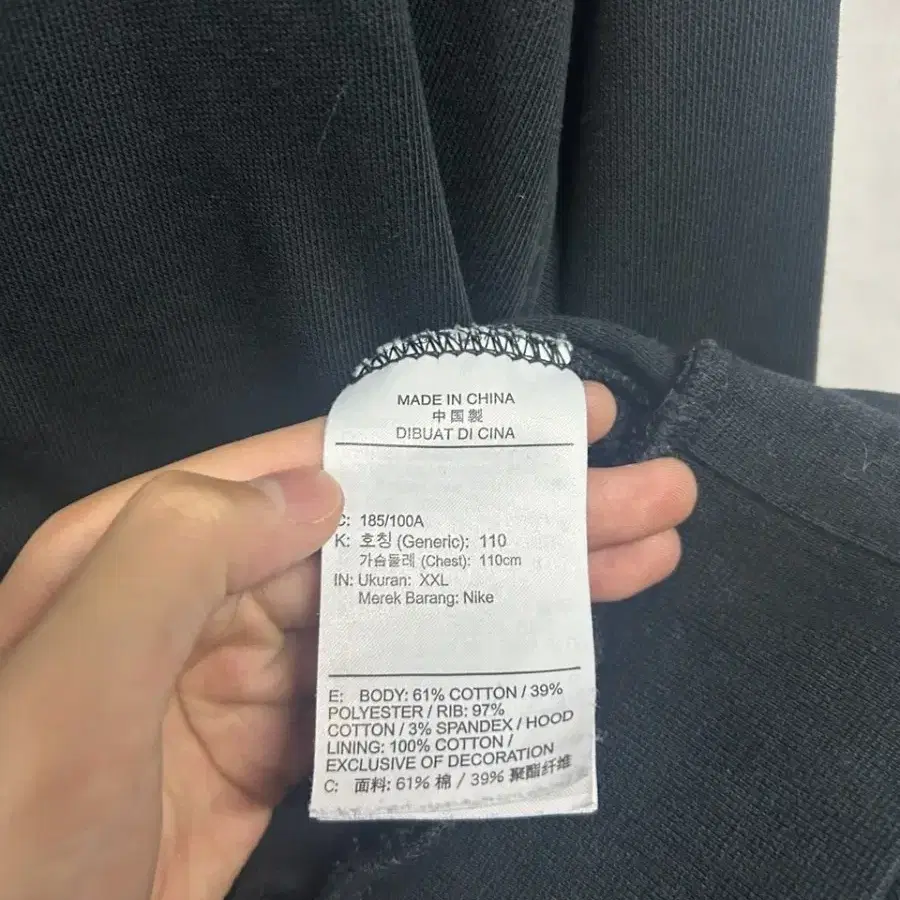 MADE IN CHINA
中国製
DIBUAT DI CINA
C: 185/100A
K: 호칭 (Generic): 110
가슴둘레 (Chest): 110cm
IN: Ukuran: XXL
Merek Barang: Nike
E: BODY: 61% COTTON / 39%
POLYESTER / RIB: 97%
COTTON / 3% SPANDEX / HOOD
LINING: 100% COTTON /
EXCLUSIVE OF DECORATION
C: 面料: 61% 棉 / 39% 聚酯纤维